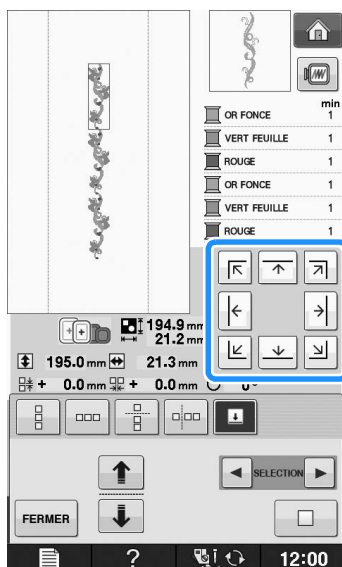 min
OR FONCE 1
VERT FEUILLE 1
ROUGE 1
OR FONCE 1
VERT FEUILLE 1
ROUGE 1
194.9 mm
21.2 mm
195.0 mm 21.3 mm
+ 0.0 mm + 0.0 mm 0°
SELECTION
FERMER
? 12:00